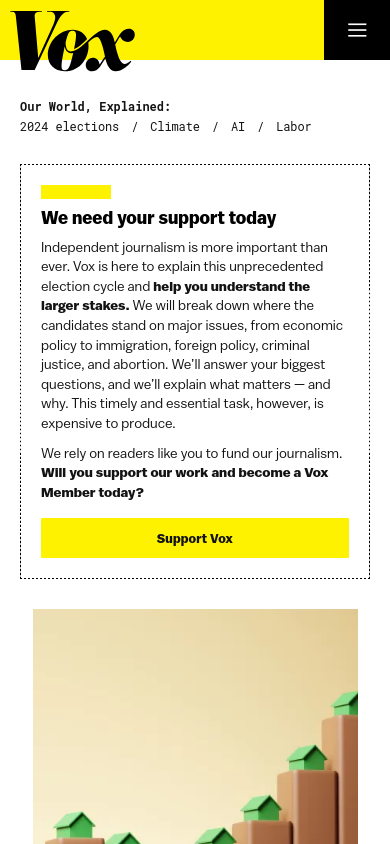 Vox
Our World, Explained:
2024 elections / Climate / AI / Labor
We need your support today
Independent journalism is more important than
ever. Vox is here to explain this unprecedented
election cycle and help you understand the
larger stakes. We will break down where the
candidates stand on major issues, from economic
policy to immigration, foreign policy, criminal
justice, and abortion. We’ll answer your biggest
questions, and we’ll explain what matters — and
why. This timely and essential task, however, is
expensive to produce.
We rely on readers like you to fund our journalism.
Will you support our work and become a Vox
Member today?
Support Vox